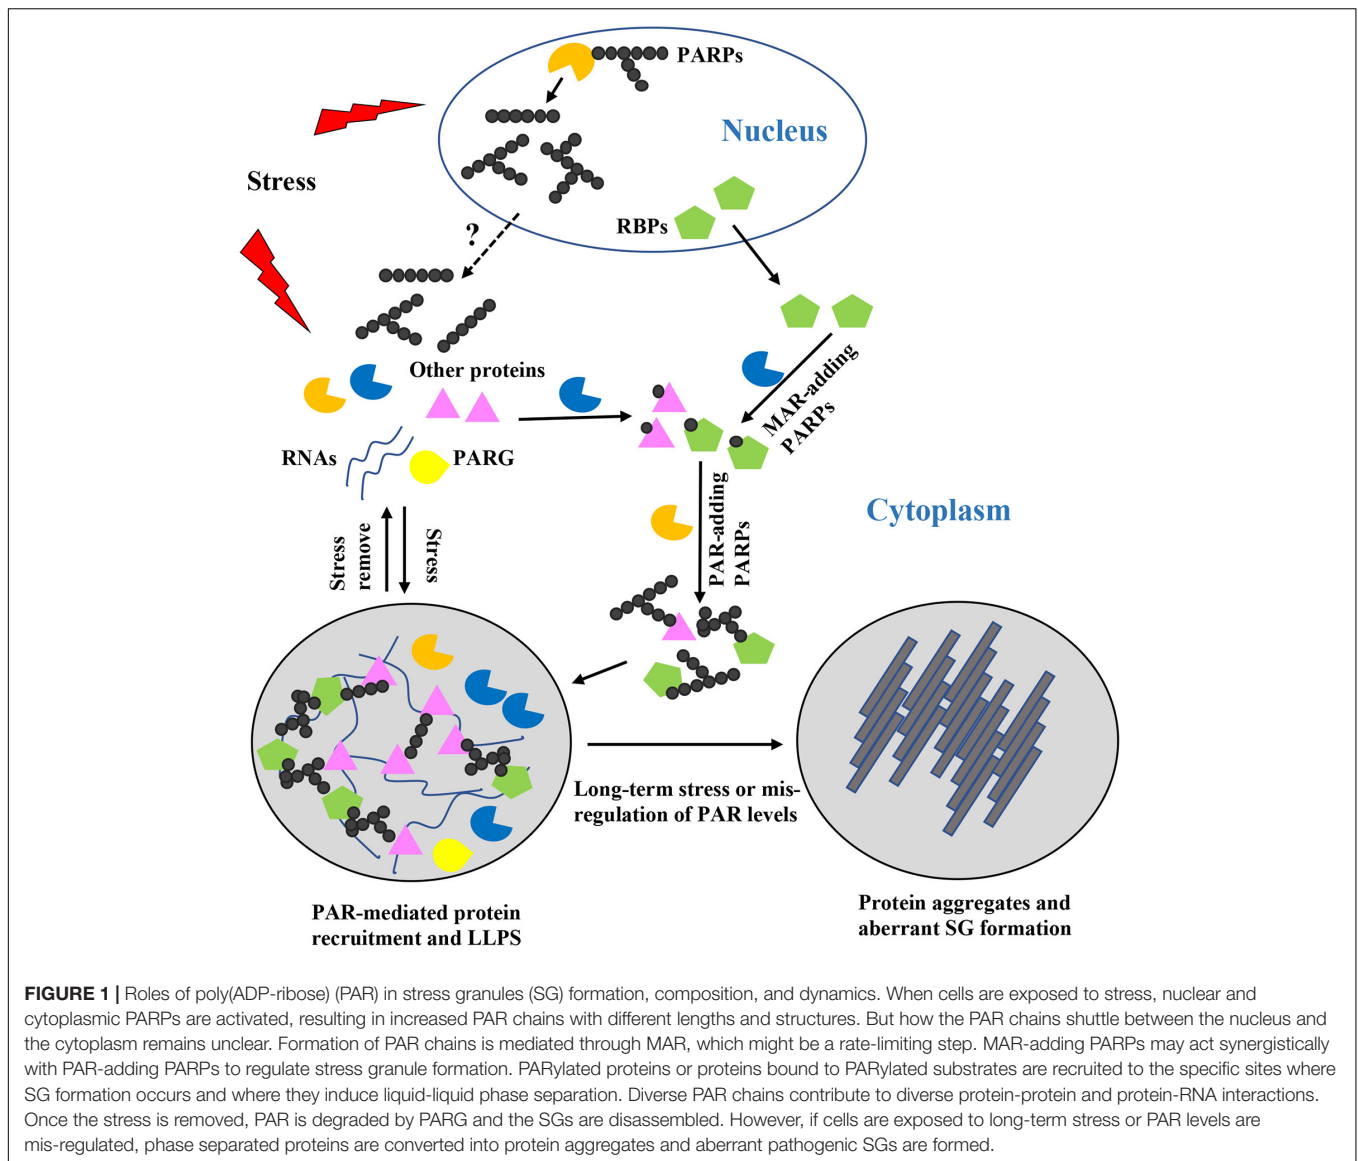 PARPs
Nucleus
Stress
RBPs
?
Other proteins
MAR-adding
PARPs
RNAs
PARG
Cytoplasm
PAR-adding
PARPs
Stress
remove
Stress
Long-term stress or mis-
regulation of PAR levels
PAR-mediated protein
recruitment and LLPS
Protein aggregates and
aberrant SG formation
FIGURE 1 | Roles of poly(ADP-ribose) (PAR) in stress granules (SG) formation, composition, and dynamics. When cells are exposed to stress, nuclear and
cytoplasmic PARPs are activated, resulting in increased PAR chains with different lengths and structures. But how the PAR chains shuttle between the nucleus and
the cytoplasm remains unclear. Formation of PAR chains is mediated through MAR, which might be a rate-limiting step. MAR-adding PARPs may act synergistically
with PAR-adding PARPs to regulate stress granule formation. PARylated proteins or proteins bound to PARylated substrates are recruited to the specific sites where
SG formation occurs and where they induce liquid-liquid phase separation. Diverse PAR chains contribute to diverse protein-protein and protein-RNA interactions.
Once the stress is removed, PAR is degraded by PARG and the SGs are disassembled. However, if cells are exposed to long-term stress or PAR levels are
mis-regulated, phase separated proteins are converted into protein aggregates and aberrant pathogenic SGs are formed.